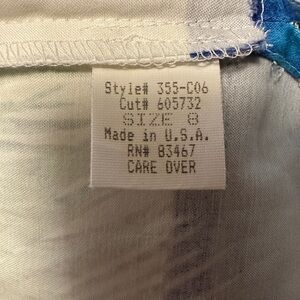 Style# 355-C06
Cut# 605732
SIZE 8
Made in U.S.A.
RN# 83467
CARE OVER